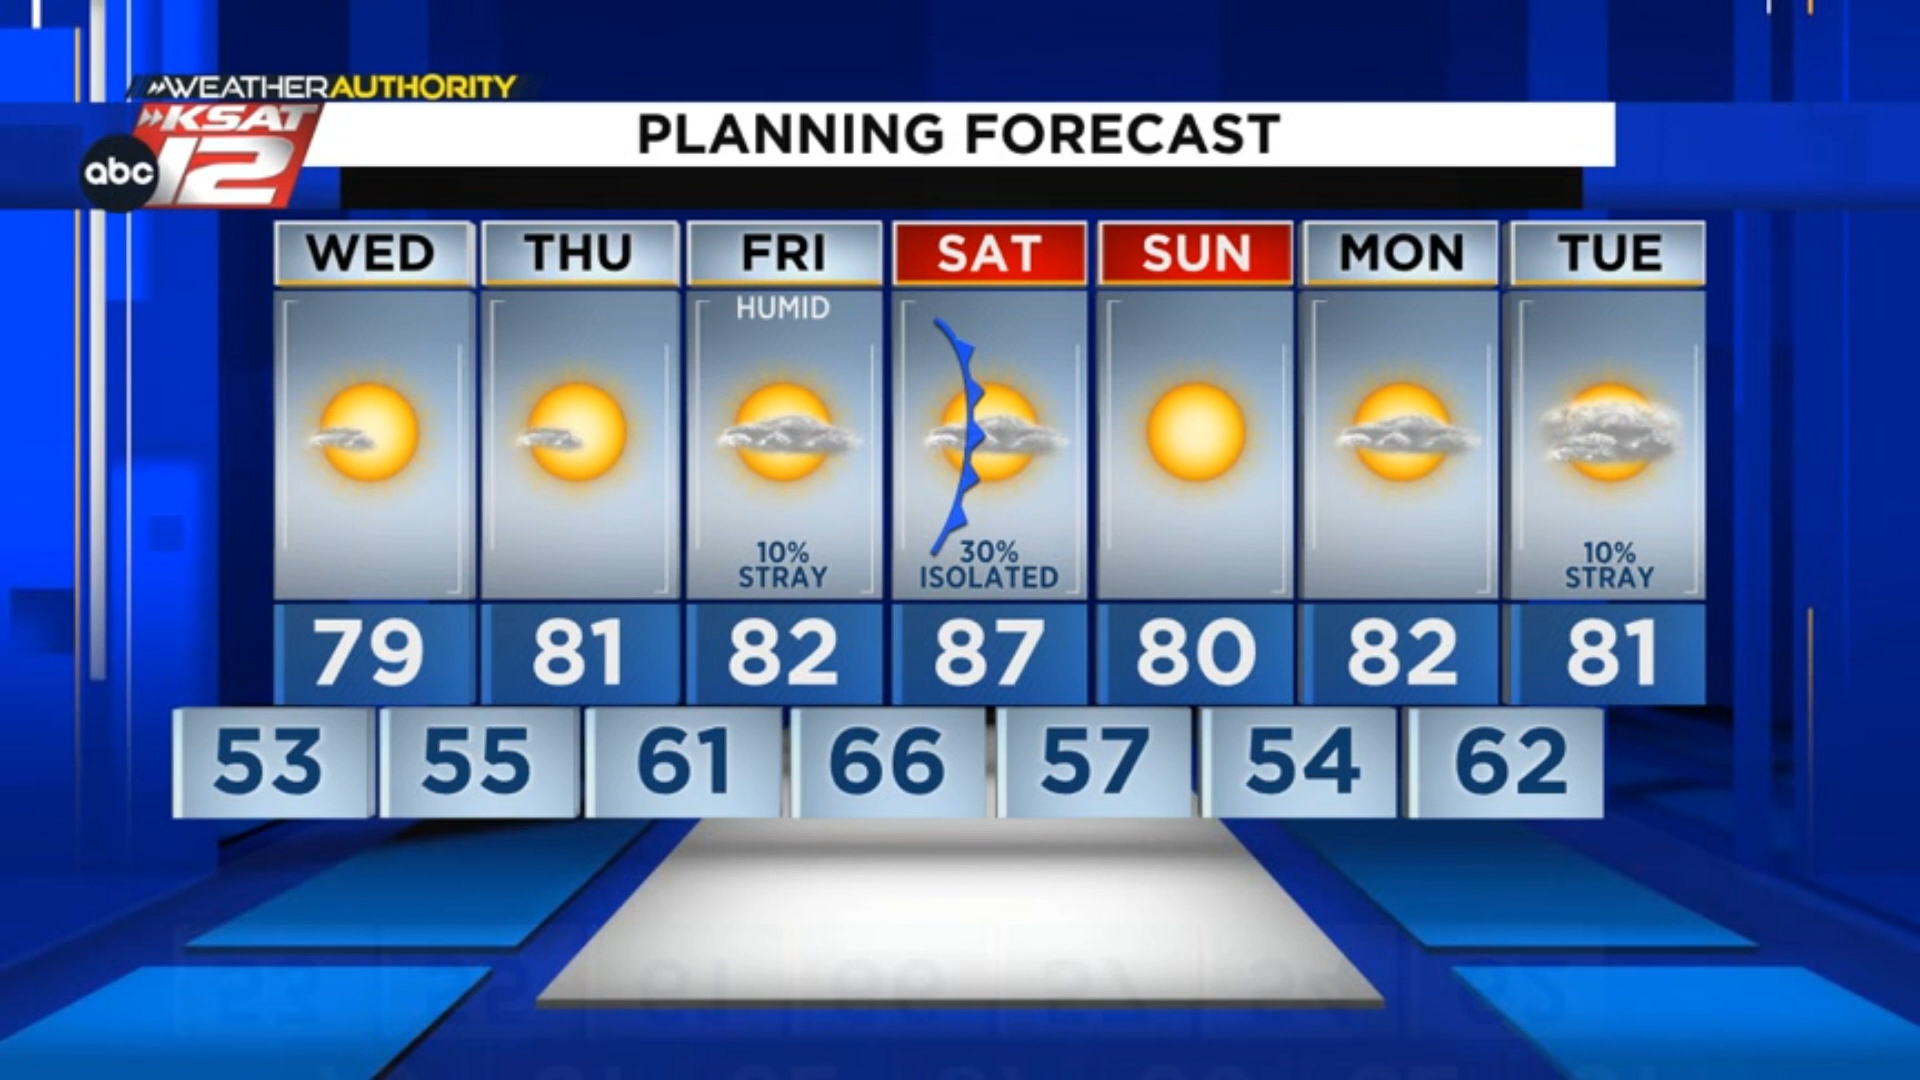 WEATHERAUTHORITY
KSAT
abc 12
PLANNING FORECAST
WED THU FRI SAT SUN MON TUE
HUMID
10% 30% 10%
STRAY ISOLATED STRAY
79 81 82 87 80 82 81
53 55 61 66 57 54 62